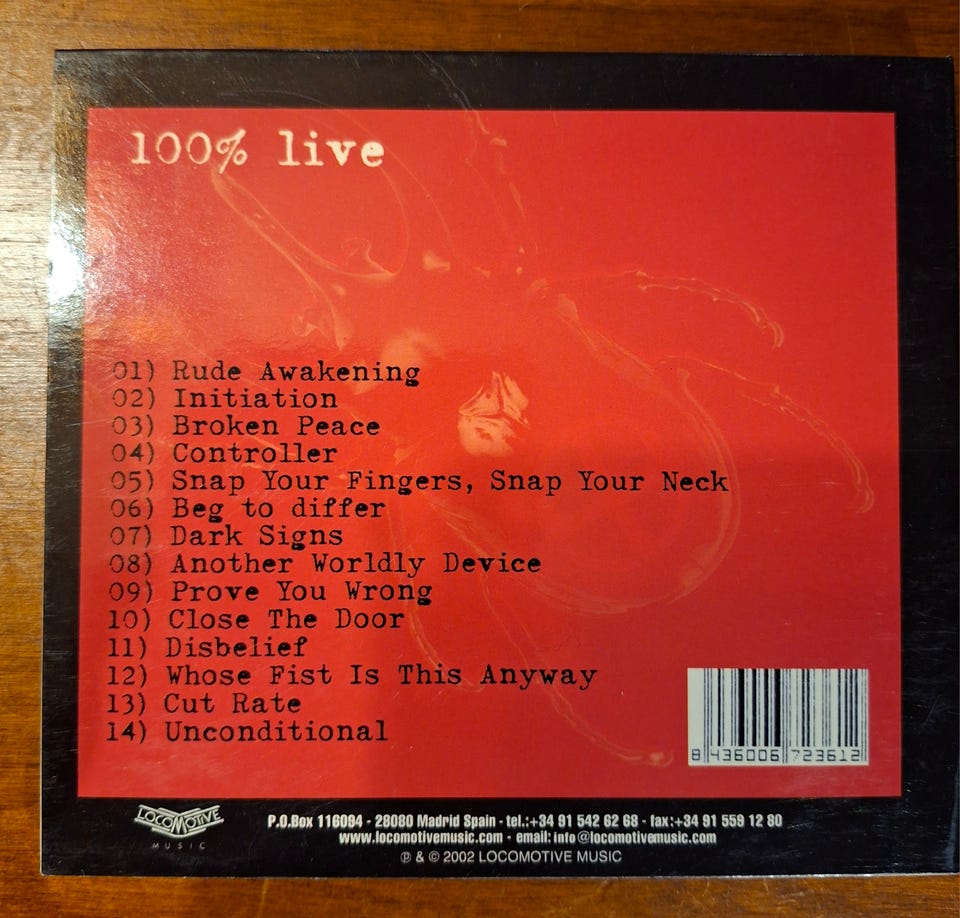 100% live
01) Rude Awakening
02) Initiation
03) Broken Peace
04) Controller
05) Snap Your Fingers, Snap Your Neck
06) Beg to differ
07) Dark Signs
08) Another Worldly Device
09) Prove You Wrong
10) Close The Door
11) Disbelief
12) Whose Fist Is This Anyway
13) Cut Rate
14) Unconditional
8 436006 723612
LOCOMOTIVE
MUSIC
P.O.Box 116094 - 28080 Madrid Spain - tel.:+34 91 542 62 68 - fax:+34 91 559 12 80
www.locomotivemusic.com - email: info@locomotivemusic.com
℗ & © 2002 LOCOMOTIVE MUSIC